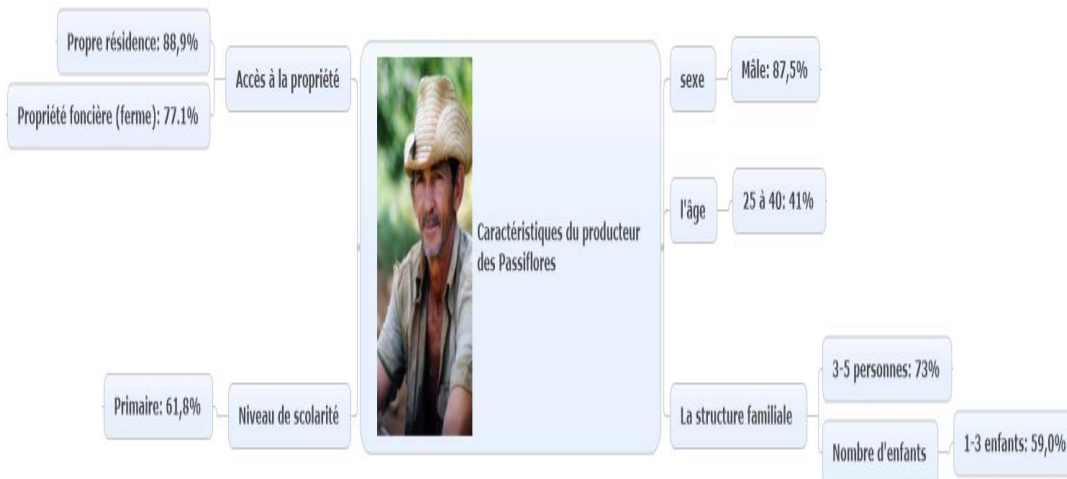 Propre résidence: 88,9%
Propriété foncière (ferme): 77.1%
Accès à la propriété
Primaire: 61,8%
Niveau de scolarité
Caractéristiques du producteur
des Passiflores
sexe
Mâle: 87,5%
l'âge
25 à 40: 41%
La structure familiale
3-5 personnes: 73%
Nombre d'enfants
1-3 enfants: 59,0%